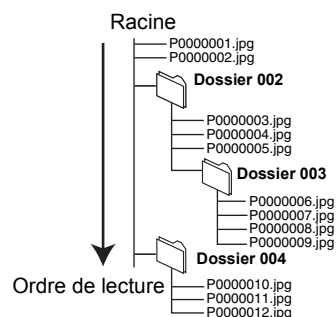 Racine
P0000001.jpg
P0000002.jpg
Dossier 002
P0000003.jpg
P0000004.jpg
P0000005.jpg
Dossier 003
P0000006.jpg
P0000007.jpg
P0000008.jpg
P0000009.jpg
Dossier 004
Ordre de lecture
P0000010.jpg
P0000011.jpg
P0000012.jpg